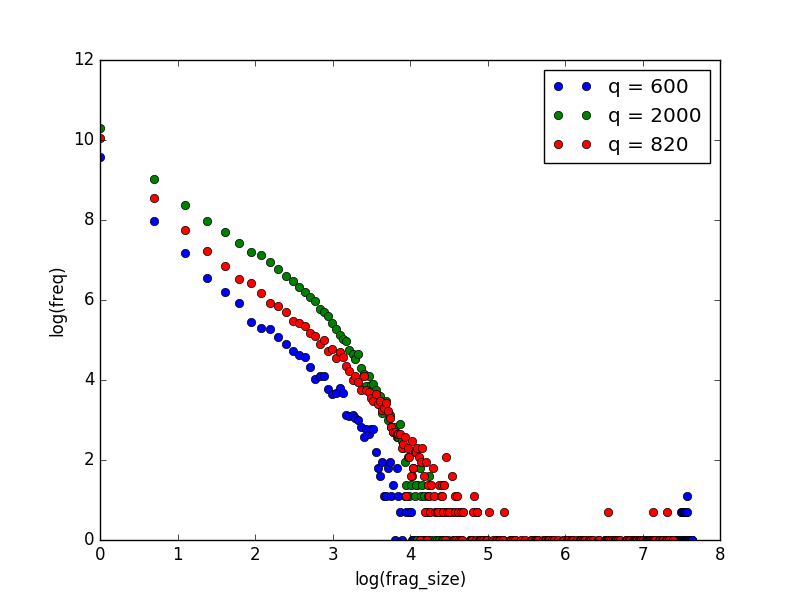 12
10
8
6
4
2
0
log(freq)
q = 600
q = 2000
q = 820
0 1 2 3 4 5 6 7 8
log(frag_size)